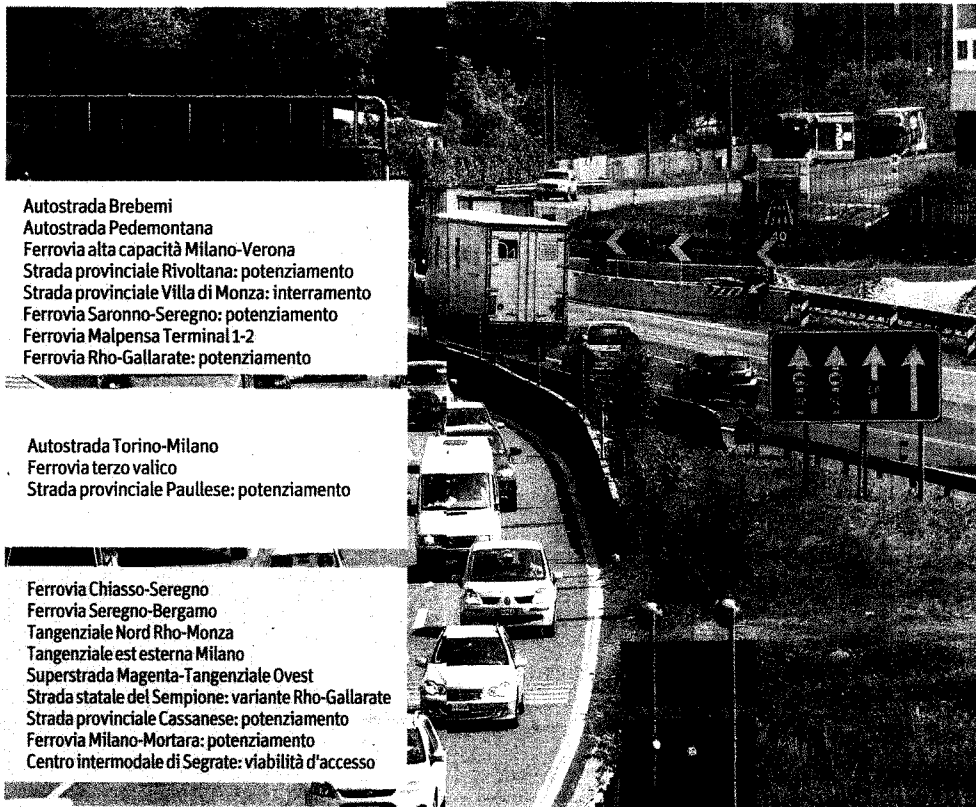 Autostrada Brebemi
Autostrada Pedemontana
Ferrovia alta capacità Milano-Verona
Strada provinciale Rivoltana: potenziamento
Strada provinciale Villa di Monza: interramento
Ferrovia Saronno-Seregno: potenziamento
Ferrovia Malpensa Terminal 1-2
Ferrovia Rho-Gallarate: potenziamento
Autostrada Torino-Milano
Ferrovia terzo valico
Strada provinciale Paullese: potenziamento
Ferrovia Chiasso-Seregno
Ferrovia Seregno-Bergamo
Tangenziale Nord Rho-Monza
Tangenziale est esterna Milano
Superstrada Magenta-Tangenziale Ovest
Strada statale del Sempione: variante Rho-Gallarate
Strada provinciale Cassanese: potenziamento
Ferrovia Milano-Mortara: potenziamento
Centro intermodale di Segrate: viabilità d'accesso